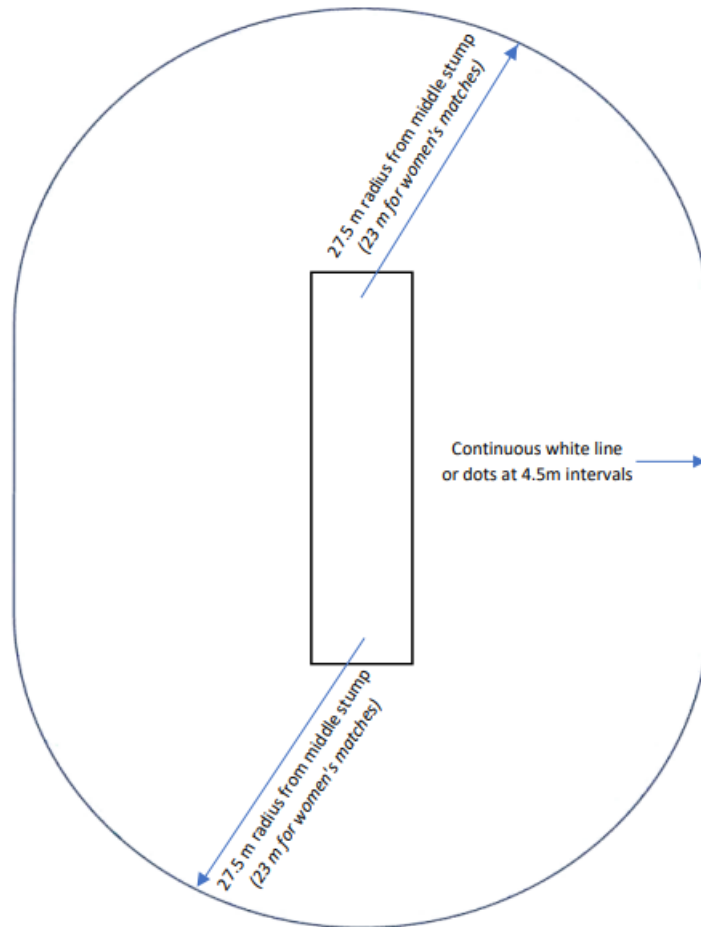 27.5 m radius from middle stump
(23 m for women's matches)
Continuous white line
or dots at 4.5m intervals
27.5 m radius from middle stump
(23 m for women's matches)